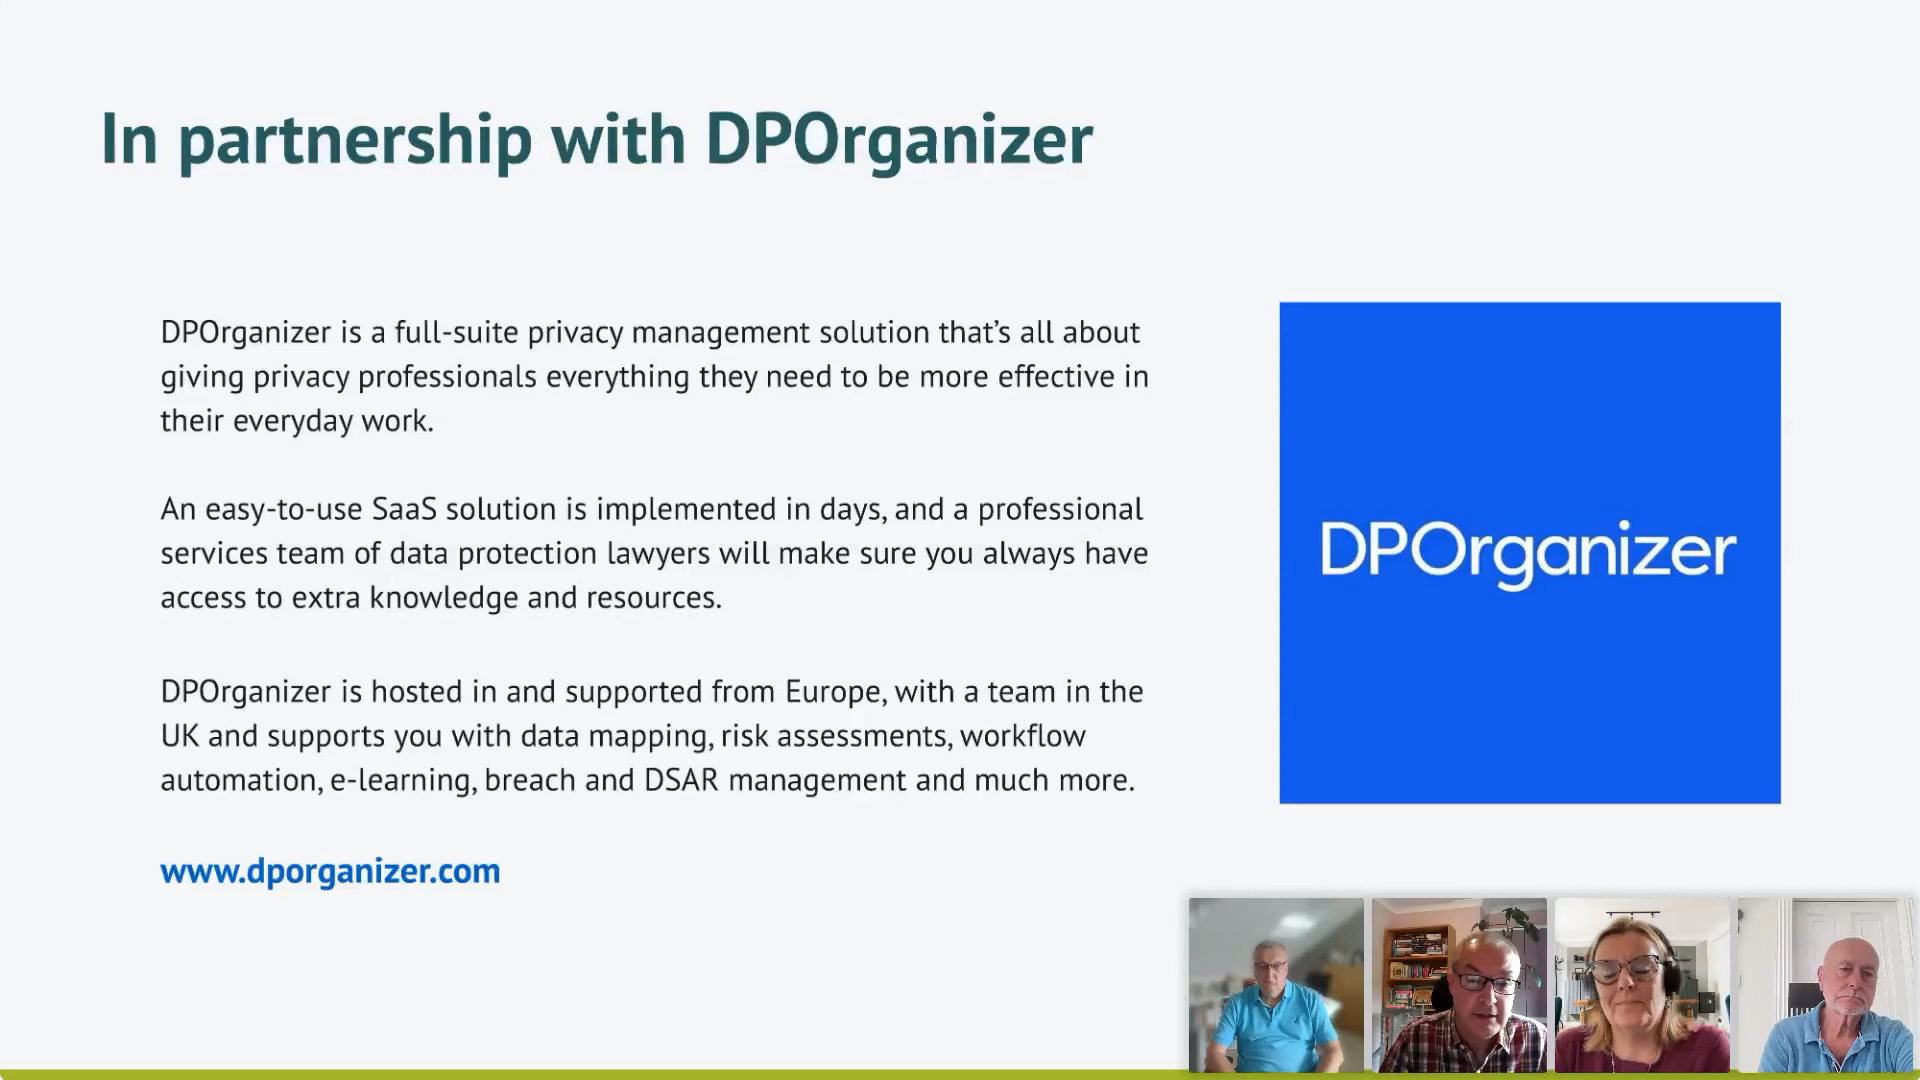 In partnership with DPOrganizer
DPOrganizer is a full-suite privacy management solution that’s all about
giving privacy professionals everything they need to be more effective in
their everyday work.
An easy-to-use SaaS solution is implemented in days, and a professional
services team of data protection lawyers will make sure you always have
access to extra knowledge and resources.
DPOrganizer is hosted in and supported from Europe, with a team in the
UK and supports you with data mapping, risk assessments, workflow
automation, e-learning, breach and DSAR management and much more.
www.dporganizer.com
DPOrganizer